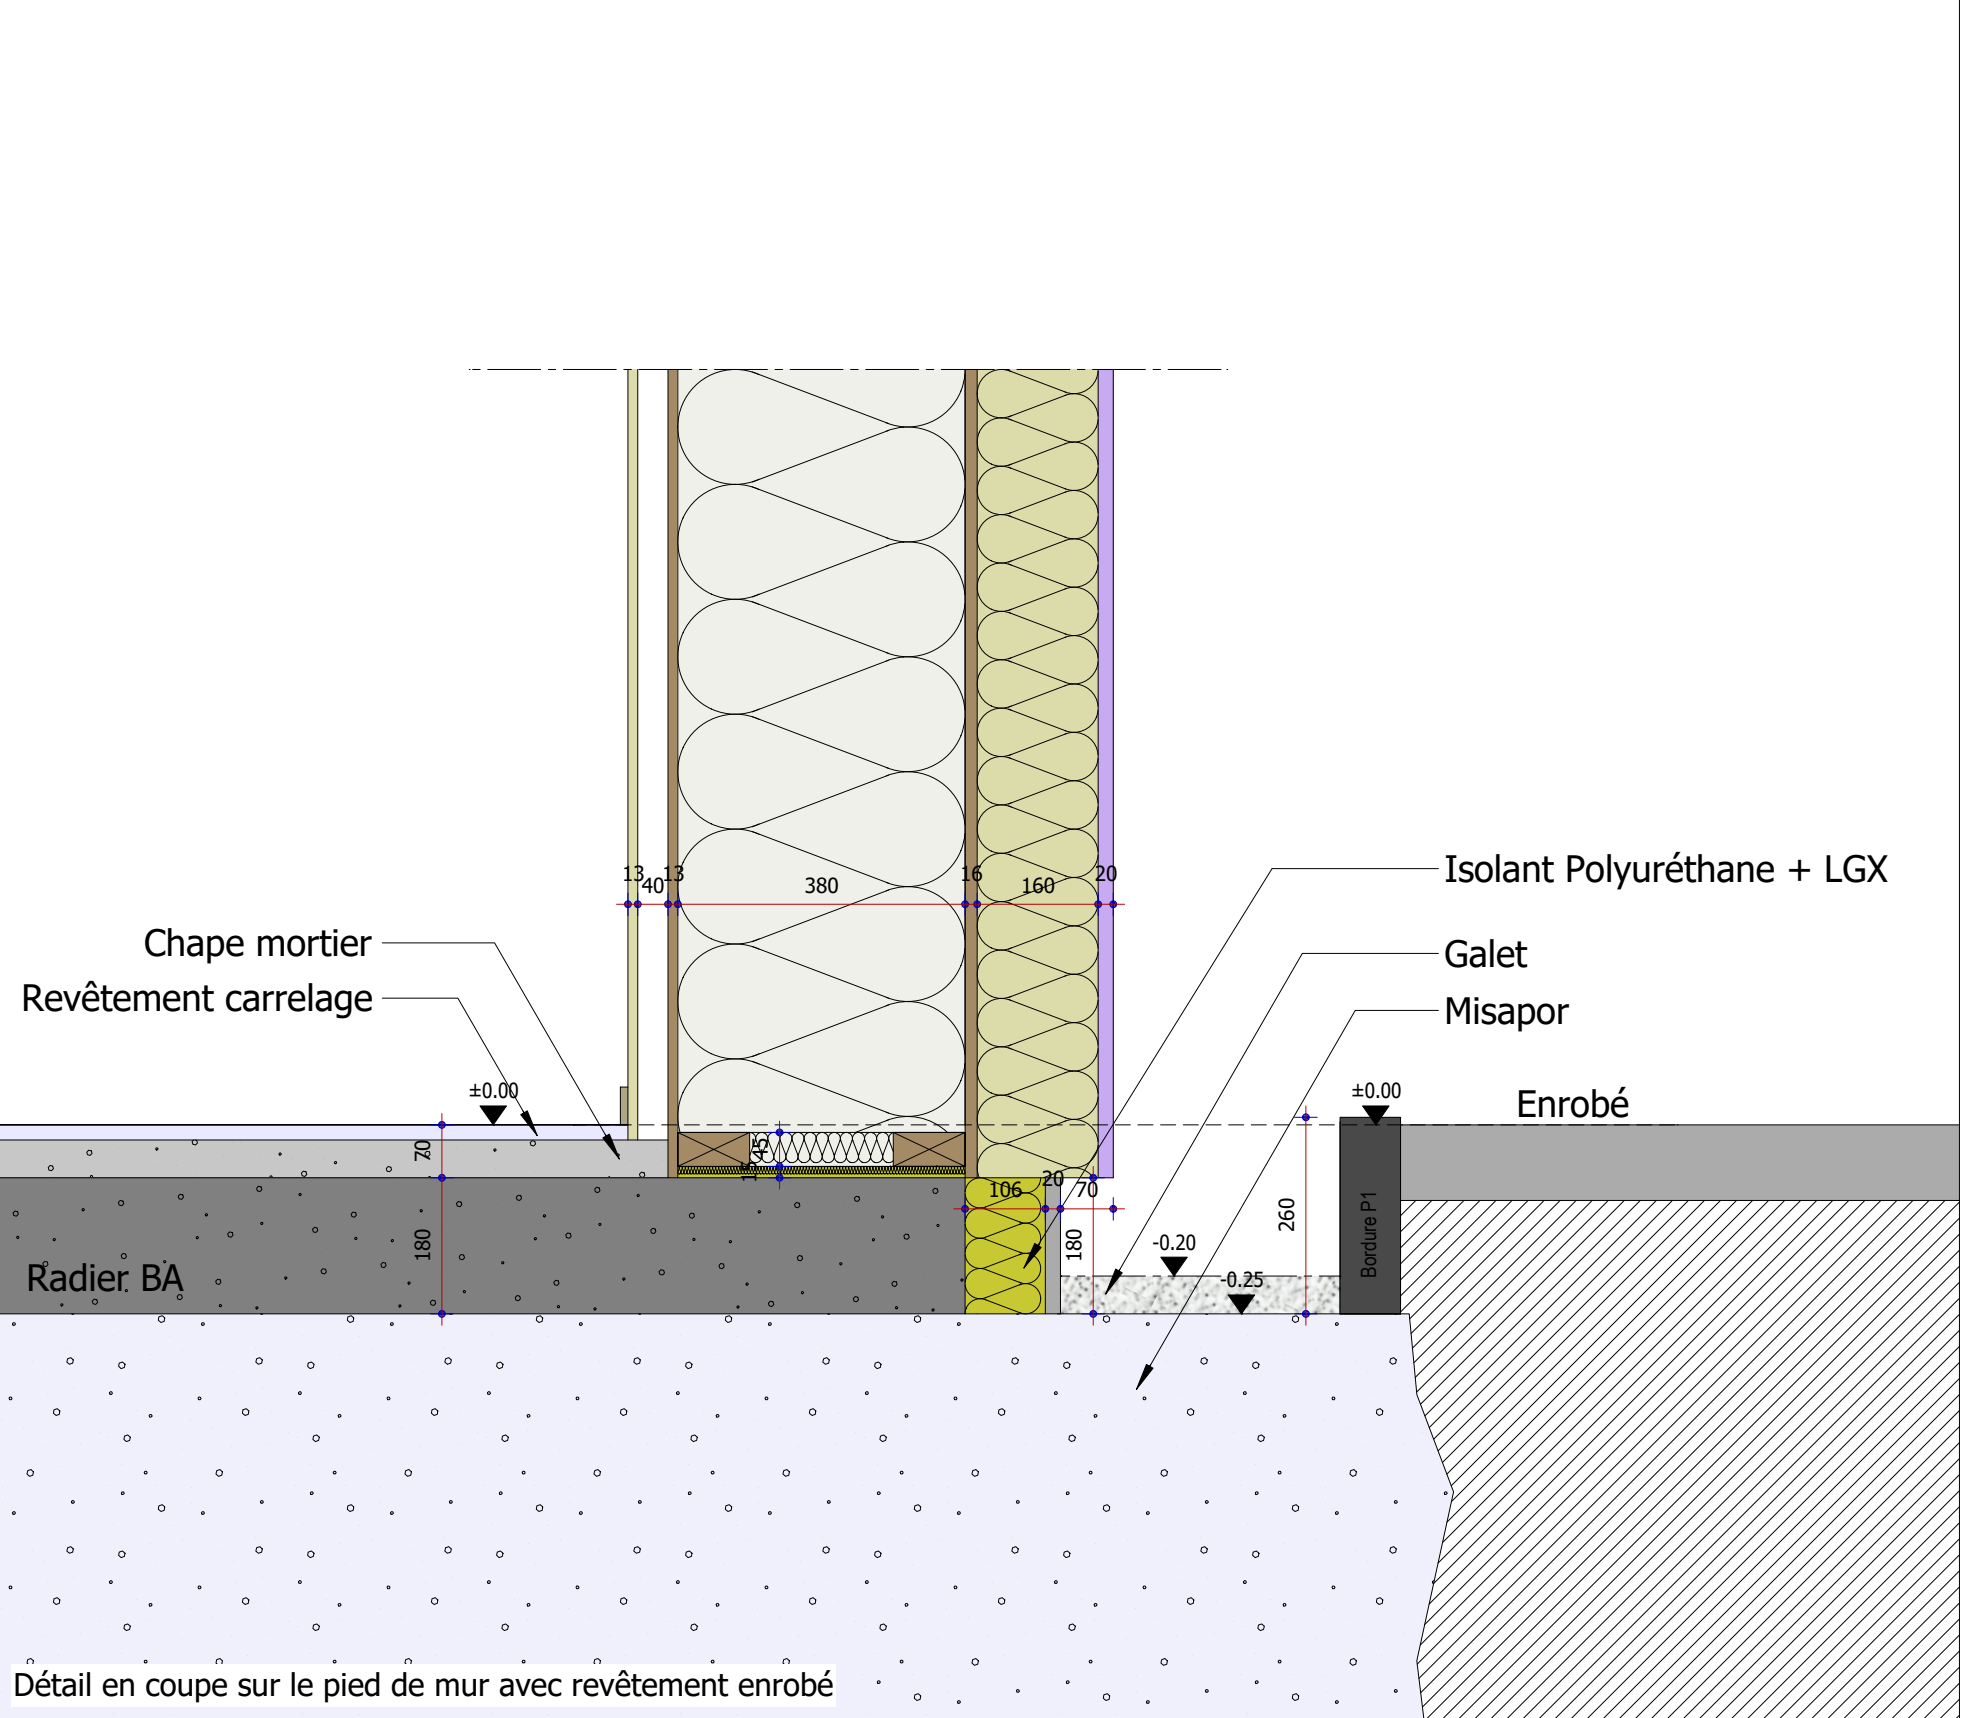 13
13
40
380
16
160
20
Isolant Polyuréthane + LGX
Chape mortier
Galet
Revêtement carrelage
Misapor
±0.00
±0.00
Enrobé
70
45
15
106
20
70
180
180
260
Bordure P1
-0.20
-0.25
Radier BA
Détail en coupe sur le pied de mur avec revêtement enrobé